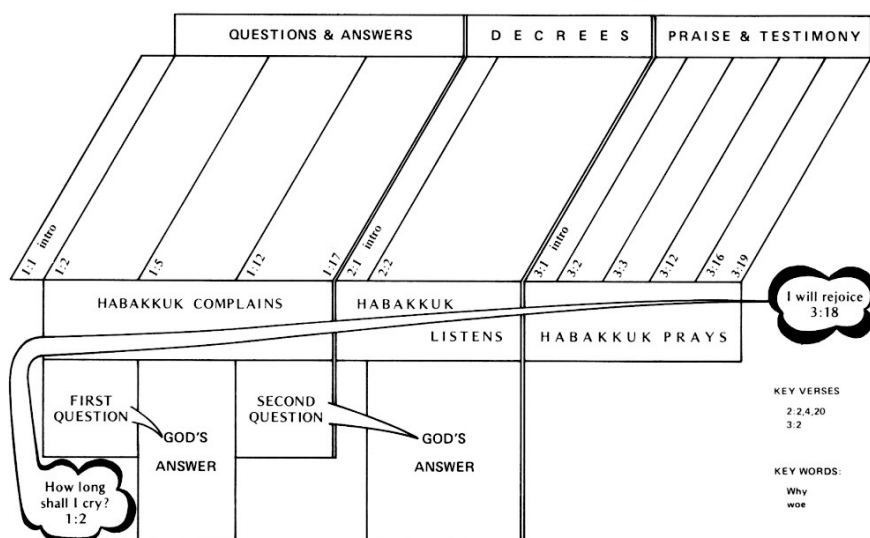 QUESTIONS & ANSWERS
DECREES
PRAISE & TESTIMONY
1:1 intro
1:2
1:5
1:12
1:17
2:1 intro
2:2
3:1 intro
3:2
3:3
3:12
3:16
3:19
HABAKKUK COMPLAINS
HABAKKUK
LISTENS
HABAKKUK PRAYS
I will rejoice
3:18
FIRST
QUESTION
GOD'S
ANSWER
SECOND
QUESTION
GOD'S
ANSWER
How long
shall I cry?
1:2
KEY VERSES
2:2,4,20
3:2
KEY WORDS:
Why
woe